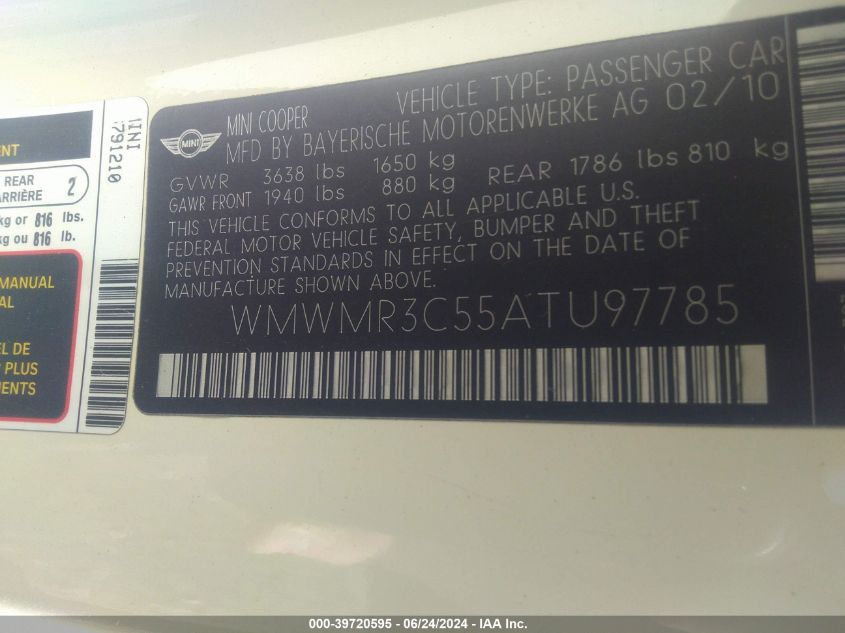 MINI
791210
ENT
REAR
ARRIÈRE
2
kg or 816 lbs.
kg ou 816 lb.
MANUAL
AL
EL DE
PLUS
MENTS
MINI
MINI COOPER
VEHICLE TYPE: PASSENGER CAR
MFD BY BAYERISCHE MOTORENWERKE AG 02/10
GVWR 3638 lbs 1650 kg
GAWR FRONT 1940 lbs 880 kg REAR 1786 lbs 810 kg
THIS VEHICLE CONFORMS TO ALL APPLICABLE U.S.
FEDERAL MOTOR VEHICLE SAFETY, BUMPER AND THEFT
PREVENTION STANDARDS IN EFFECT ON THE DATE OF
MANUFACTURE SHOWN ABOVE.
WMWMR3C55ATU97785
000-39720595 - 06/24/2024 - IAA Inc.